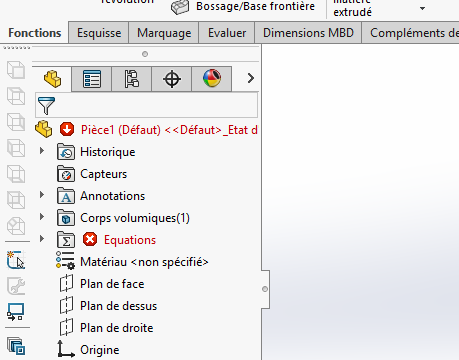 révolution
Bossage/Base frontière
matière
extrudé
Fonctions Esquisse Marquage Evaluer Dimensions MBD Compléments de
Pièce1 (Défaut) <<Défaut>_Etat d
Historique
Capteurs
Annotations
Corps volumiques(1)
Equations
Matériau <non spécifié>
Plan de face
Plan de dessus
Plan de droite
Origine